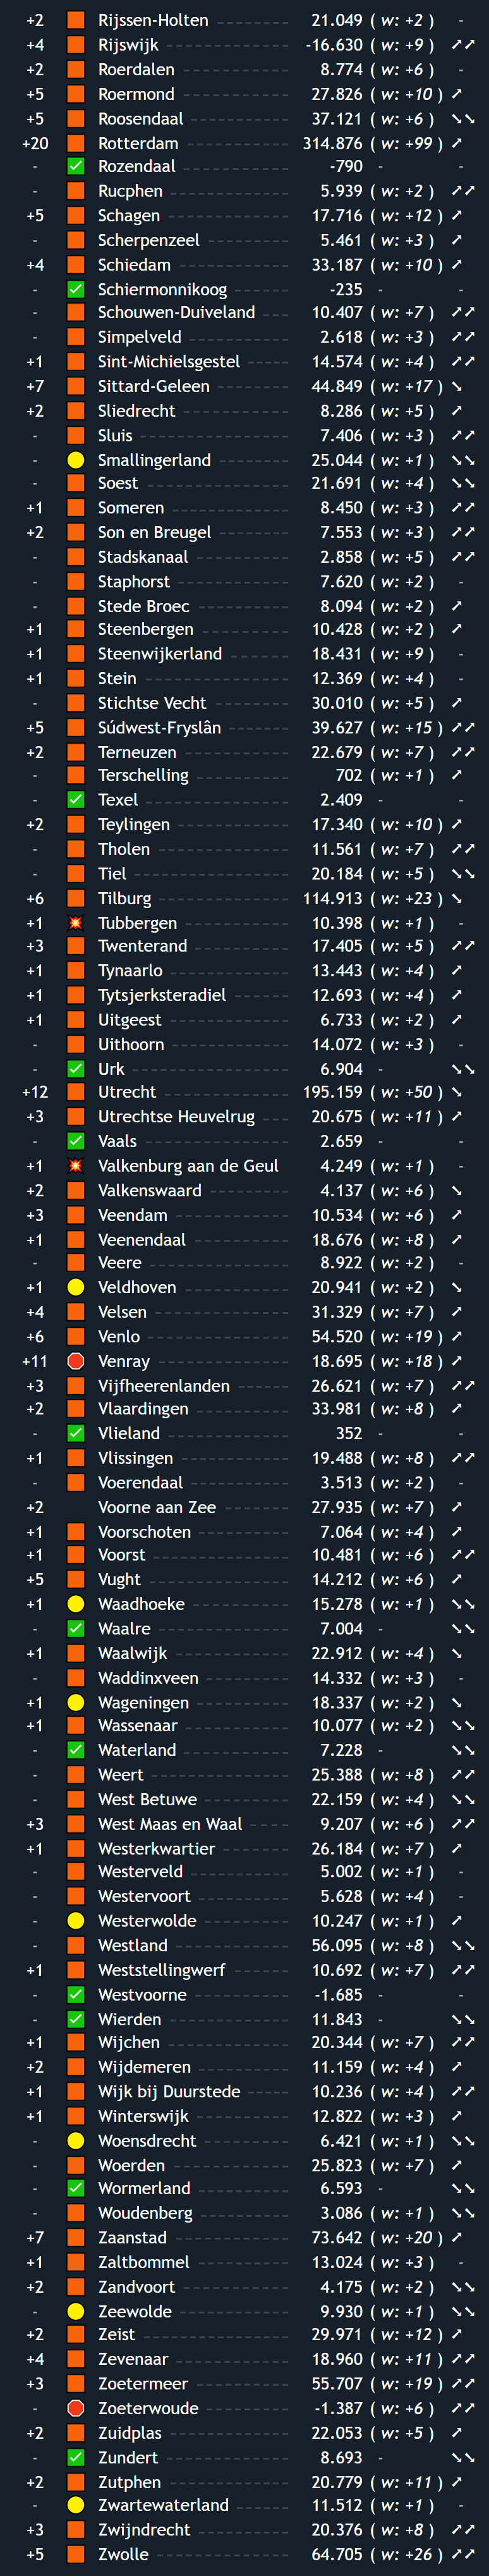 +2 Rijssen-Holten 21.049 ( w: +2 ) -
+4 Rijswijk -16.630 ( w: +9 ) ↗↗
+2 Roerdalen 8.774 ( w: +6 ) -
+5 Roermond 27.826 ( w: +10 ) ↗
+5 Roosendaal 37.121 ( w: +6 ) ↘↘
+20 Rotterdam 314.876 ( w: +99 ) ↗
- Rozendaal -790 - -
- Rucphen 5.939 ( w: +2 ) ↗↗
+5 Schagen 17.716 ( w: +12 ) ↗
- Scherpenzeel 5.461 ( w: +3 ) ↗
+4 Schiedam 33.187 ( w: +10 ) ↗
- Schiermonnikoog -235 - -
- Schouwen-Duiveland 10.407 ( w: +7 ) ↗↗
- Simpelveld 2.618 ( w: +3 ) ↗↗
+1 Sint-Michielsgestel 14.574 ( w: +4 ) ↗↗
+7 Sittard-Geleen 44.849 ( w: +17 ) ↘
+2 Sliedrecht 8.286 ( w: +5 ) ↗
- Sluis 7.406 ( w: +3 ) ↗↗
- Smallingerland 25.044 ( w: +1 ) ↘↘
- Soest 21.691 ( w: +4 ) ↘↘
+1 Someren 8.450 ( w: +3 ) ↗↗
+2 Son en Breugel 7.553 ( w: +3 ) ↗↗
- Stadskanaal 2.858 ( w: +5 ) ↗↗
- Staphorst 7.620 ( w: +2 ) -
- Stede Broec 8.094 ( w: +2 ) ↗
+1 Steenbergen 10.428 ( w: +2 ) ↗
+1 Steenwijkerland 18.431 ( w: +9 ) -
+1 Stein 12.369 ( w: +4 ) -
- Stichtse Vecht 30.010 ( w: +5 ) ↗
+5 Súdwest-Fryslân 39.627 ( w: +15 ) ↗↗
+2 Terneuzen 22.679 ( w: +7 ) ↗↗
- Terschelling 702 ( w: +1 ) ↗
- Texel 2.409 - -
+2 Teylingen 17.340 ( w: +10 ) ↗
- Tholen 11.561 ( w: +7 ) ↗↗
- Tiel 20.184 ( w: +5 ) ↘↘
+6 Tilburg 114.913 ( w: +23 ) ↘
+1 Tubbergen 10.398 ( w: +1 ) -
+3 Twenterand 17.405 ( w: +5 ) ↗↗
+1 Tynaarlo 13.443 ( w: +4 ) ↗
+1 Tytsjerksteradiel 12.693 ( w: +4 ) ↗
+1 Uitgeest 6.733 ( w: +2 ) ↗
- Uithoorn 14.072 ( w: +3 ) -
- Urk 6.904 - ↘↘
+12 Utrecht 195.159 ( w: +50 ) ↘
+3 Utrechtse Heuvelrug 20.675 ( w: +11 ) ↗
- Vaals 2.659 - -
+1 Valkenburg aan de Geul 4.249 ( w: +1 ) -
+2 Valkenswaard 4.137 ( w: +6 ) ↘
+3 Veendam 10.534 ( w: +6 ) ↗
+1 Veenendaal 18.676 ( w: +8 ) ↗
- Veere 8.922 ( w: +2 ) -
+1 Veldhoven 20.941 ( w: +2 ) ↘
+4 Velsen 31.329 ( w: +7 ) ↗
+6 Venlo 54.520 ( w: +19 ) ↗
+11 Venray 18.695 ( w: +18 ) ↗
+3 Vijfheerenlanden 26.621 ( w: +7 ) ↗↗
+2 Vlaardingen 33.981 ( w: +8 ) ↗
- Vlieland 352 - -
+1 Vlissingen 19.488 ( w: +8 ) ↗↗
- Voerendaal 3.513 ( w: +2 ) -
+2 Voorne aan Zee 27.935 ( w: +7 ) ↗
+1 Voorschoten 7.064 ( w: +4 ) ↗
+1 Voorst 10.481 ( w: +6 ) ↗↗
+5 Vught 14.212 ( w: +6 ) ↗
+1 Waadhoeke 15.278 ( w: +1 ) ↘↘
- Waalre 7.004 - ↘↘
+1 Waalwijk 22.912 ( w: +4 ) ↘
- Waddinxveen 14.332 ( w: +3 ) -
+1 Wageningen 18.337 ( w: +2 ) ↘
+1 Wassenaar 10.077 ( w: +2 ) ↘↘
- Waterland 7.228 - ↘↘
- Weert 25.388 ( w: +8 ) ↗↗
- West Betuwe 22.159 ( w: +4 ) ↘↘
+3 West Maas en Waal 9.207 ( w: +6 ) ↗↗
+1 Westerkwartier 26.184 ( w: +7 ) ↗
- Westerveld 5.002 ( w: +1 ) -
- Westervoort 5.628 ( w: +4 ) -
- Westerwolde 10.247 ( w: +1 ) ↗
- Westland 56.095 ( w: +8 ) ↘↘
+1 Weststellingwerf 10.692 ( w: +7 ) ↗↗
- Westvoorne -1.685 - -
- Wierden 11.843 - ↘↘
+1 Wijchen 20.344 ( w: +7 ) ↗↗
+2 Wijdemeren 11.159 ( w: +4 ) ↗
+1 Wijk bij Duurstede 10.236 ( w: +4 ) ↗↗
+1 Winterswijk 12.822 ( w: +3 ) ↗
- Woensdrecht 6.421 ( w: +1 ) ↘↘
- Woerden 25.823 ( w: +7 ) ↗
- Wormerland 6.593 - ↘↘
- Woudenberg 3.086 ( w: +1 ) ↘↘
+7 Zaanstad 73.642 ( w: +20 ) ↗
+1 Zaltbommel 13.024 ( w: +3 ) -
+2 Zandvoort 4.175 ( w: +2 ) ↘↘
- Zeewolde 9.930 ( w: +1 ) ↘↘
+2 Zeist 29.971 ( w: +12 ) ↗
+4 Zevenaar 18.960 ( w: +11 ) ↗↗
+3 Zoetermeer 55.707 ( w: +19 ) ↗↗
- Zoeterwoude -1.387 ( w: +6 ) ↗↗
+2 Zuidplas 22.053 ( w: +5 ) ↗
- Zundert 8.693 - ↘↘
+2 Zutphen 20.779 ( w: +11 ) ↗
- Zwartewaterland 11.512 ( w: +1 ) -
+3 Zwijndrecht 20.376 ( w: +8 ) ↗↗
+5 Zwolle 64.705 ( w: +26 ) ↗↗